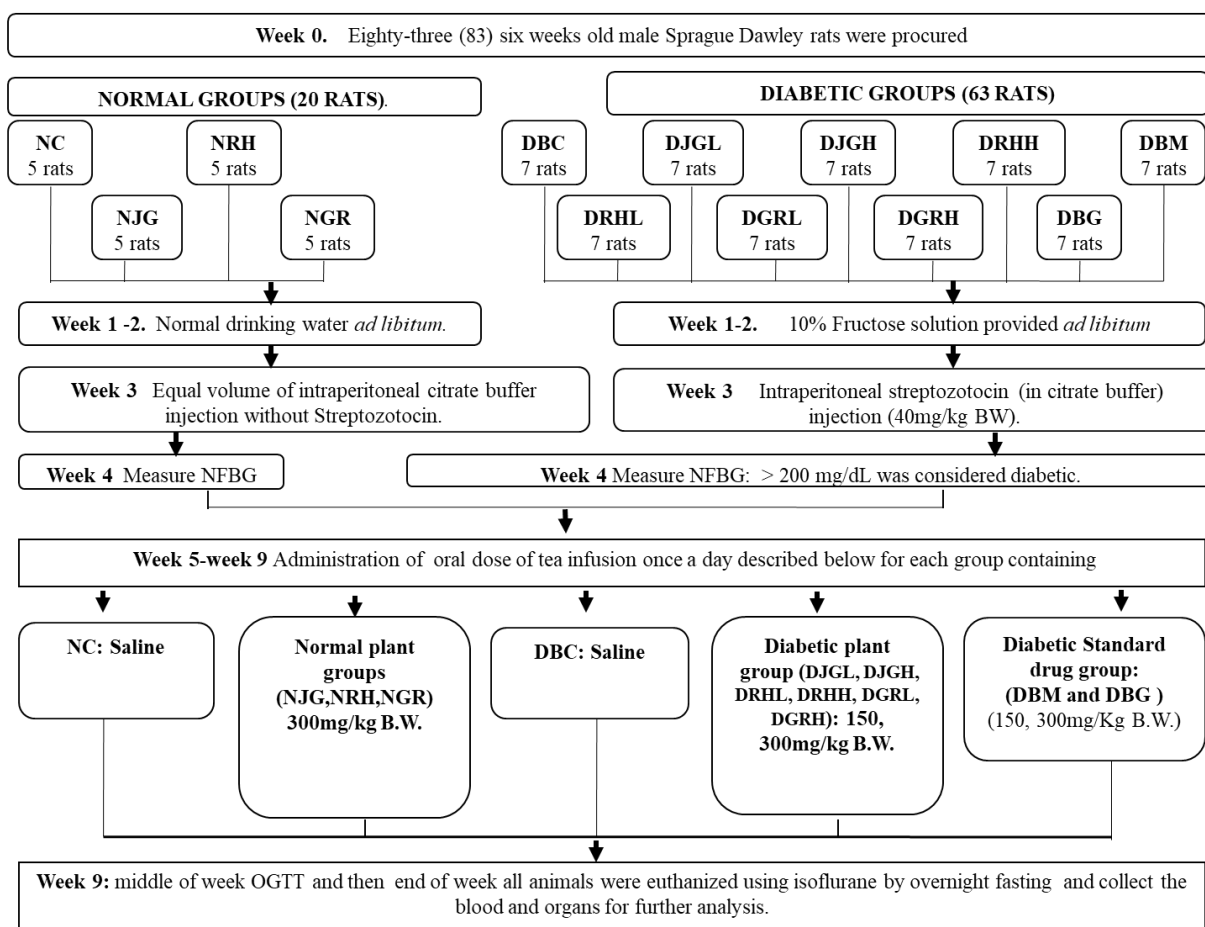 Week 0. Eighty-three (83) six weeks old male Sprague Dawley rats were procured
NORMAL GROUPS (20 RATS).
DIABETIC GROUPS (63 RATS)
NC
5 rats
NRH
5 rats
NJG
5 rats
NGR
5 rats
DBC
7 rats
DJGL
7 rats
DJGH
7 rats
DRHH
7 rats
DBM
7 rats
DRHL
7 rats
DGRL
7 rats
DGRH
7 rats
DBG
7 rats
Week 1 -2. Normal drinking water ad libitum.
Week 1-2. 10% Fructose solution provided ad libitum
Week 3 Equal volume of intraperitoneal citrate buffer
injection without Streptozotocin.
Week 3 Intraperitoneal streptozotocin (in citrate buffer)
injection (40mg/kg BW).
Week 4 Measure NFBG
Week 4 Measure NFBG: > 200 mg/dL was considered diabetic.
Week 5-week 9 Administration of oral dose of tea infusion once a day described below for each group containing
NC: Saline
Normal plant
groups
(NJG,NRH,NGR)
300mg/kg B.W.
DBC: Saline
Diabetic plant
group (DJGL, DJGH,
DRHL, DRHH, DGRL,
DGRH): 150,
300mg/kg B.W.
Diabetic Standard
drug group:
(DBM and DBG )
(150, 300mg/Kg B.W.)
Week 9: middle of week OGTT and then end of week all animals were euthanized using isoflurane by overnight fasting and collect the
blood and organs for further analysis.